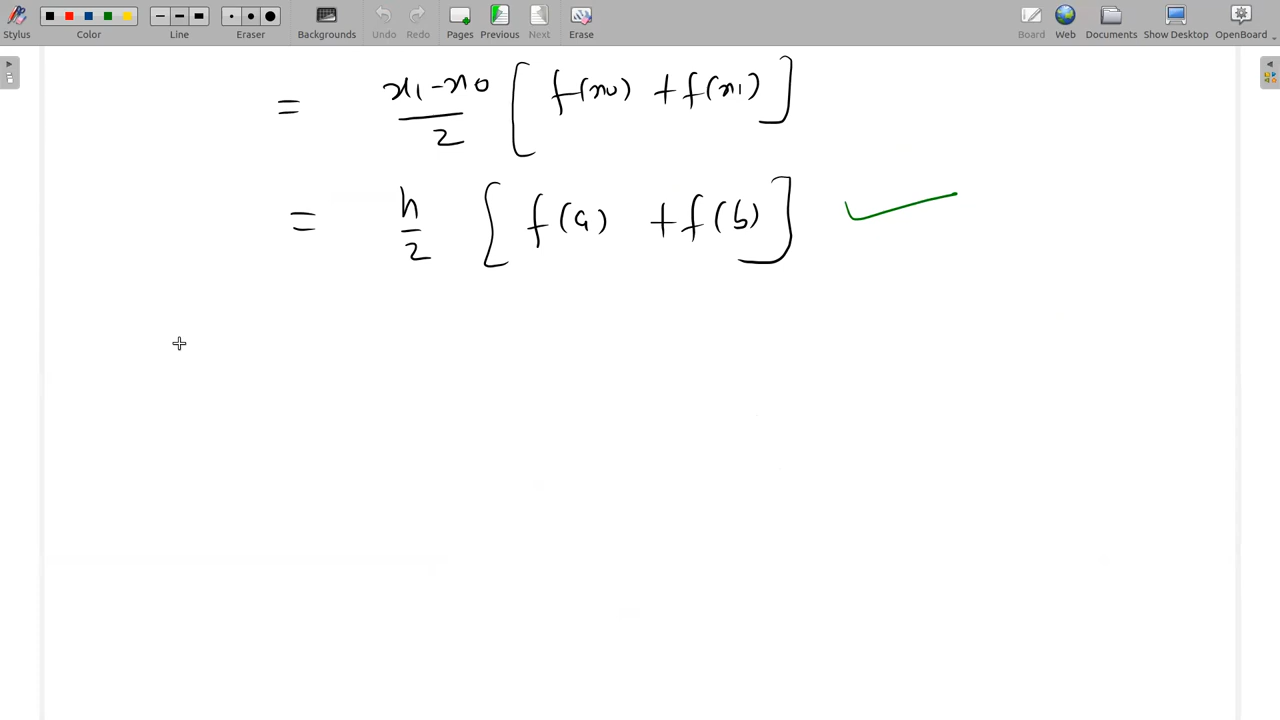 Stylus Color Line Eraser Backgrounds Undo Redo Pages Previous Next Erase Board Web Documents Show Desktop OpenBoard
= x₁-x₀/2 [f(x₀) +f(x₁)]
= h/2 [f(a) +f(b)] ✓